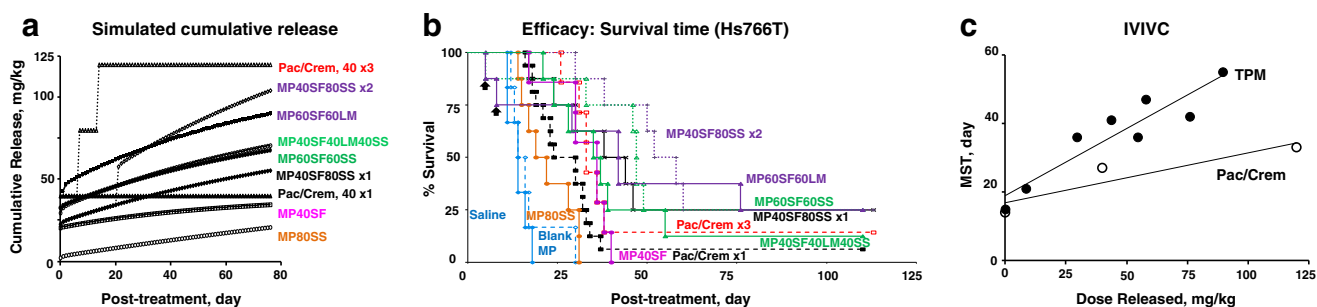 a
Simulated cumulative release
Cumulative Release, mg/kg
150
125
100
75
50
25
0
0
20
40
60
80
Post-treatment, day
Pac/Crem, 40 x3
MP40SF80SS x2
MP60SF60LM
MP40SF40LM40SS
MP60SF60SS
MP40SF80SS x1
Pac/Crem, 40 x1
MP40SF
MP80SS
b
Efficacy: Survival time (Hs766T)
% Survival
100
75
50
25
0
0
25
50
75
100
125
Post-treatment, day
MP40SF80SS x2
MP60SF60LM
MP60SF60SS
MP40SF80SS x1
Pac/Crem x3
MP40SF40LM40SS
Pac/Crem x1
MP40SF
MP80SS
Saline
Blank
MP
c
IVIVC
MST, day
60
40
20
0
0
25
50
75
100
125
Dose Released, mg/kg
TPM
Pac/Crem